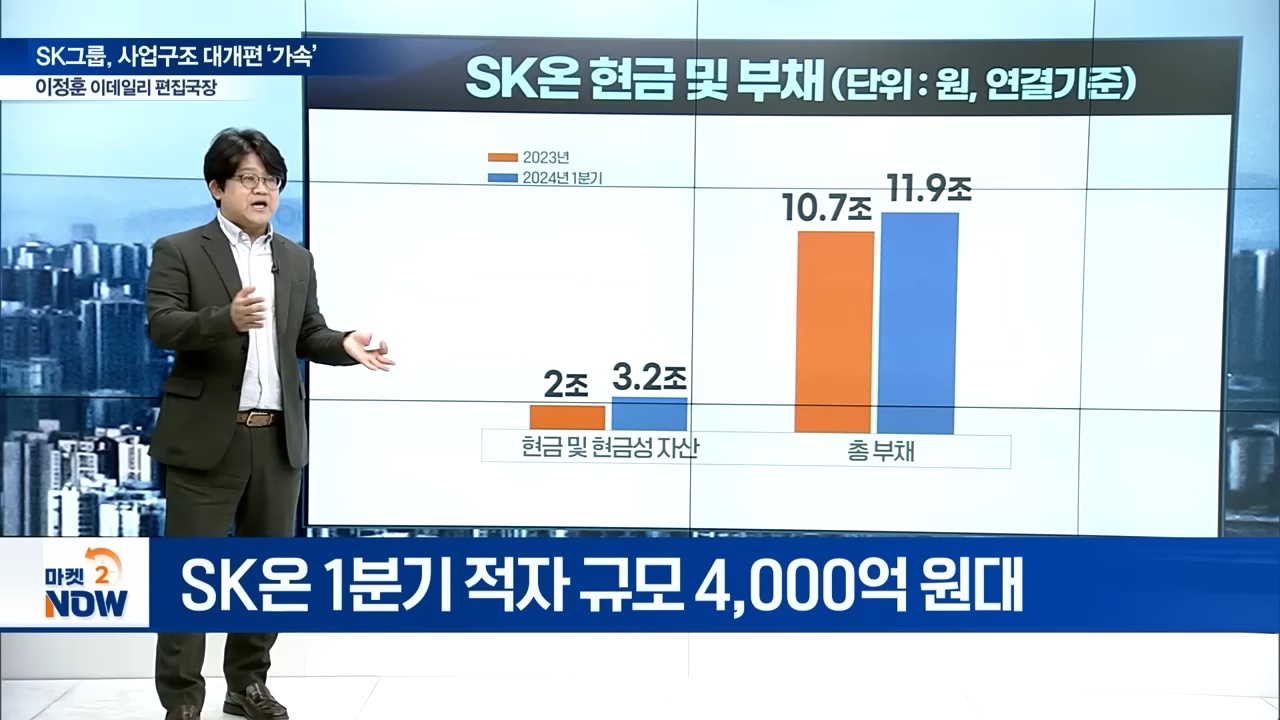 SK그룹, 사업구조 대개편 ‘가속’
이정훈 이데일리 편집국장
SK온 현금 및 부채 (단위 : 원, 연결기준)
2023년
2024년 1분기
2조
3.2조
10.7조
11.9조
현금 및 현금성 자산
총 부채
마켓 2
NOW
SK온 1분기 적자 규모 4,000억 원대